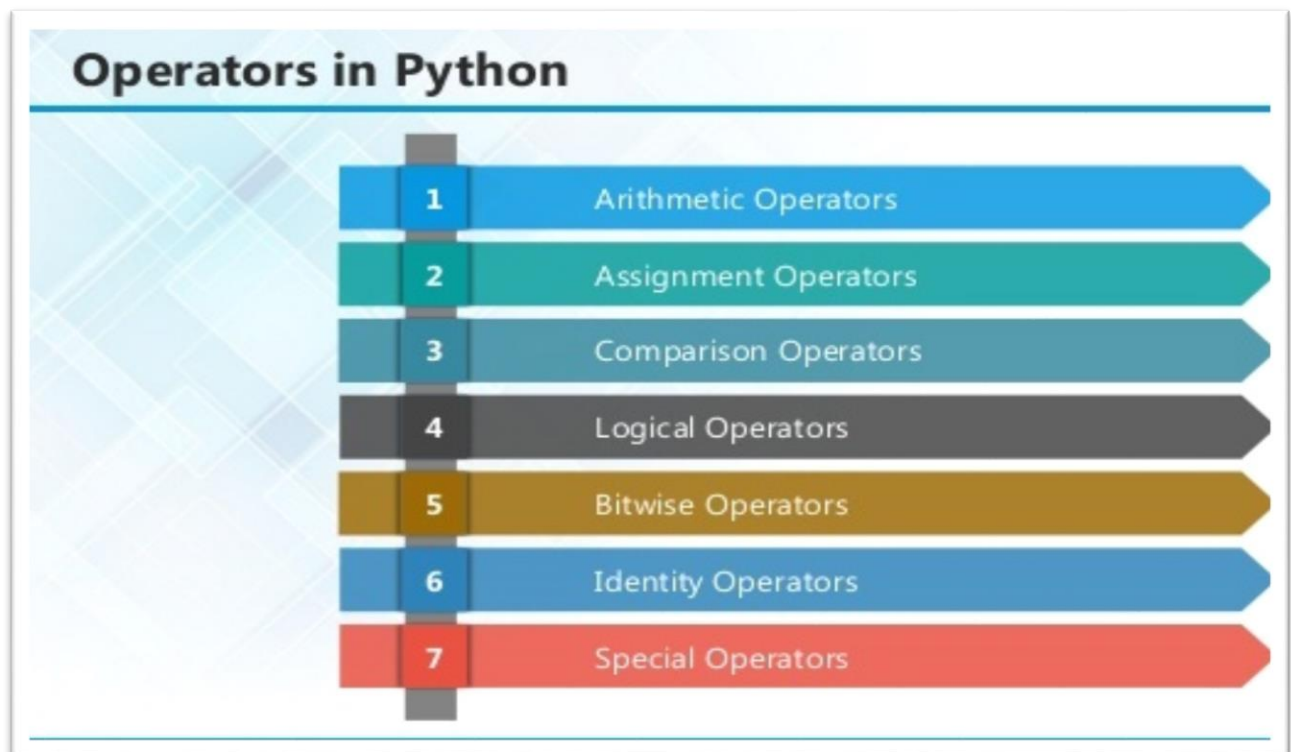 Operators in Python
1 Arithmetic Operators
2 Assignment Operators
3 Comparison Operators
4 Logical Operators
5 Bitwise Operators
6 Identity Operators
7 Special Operators